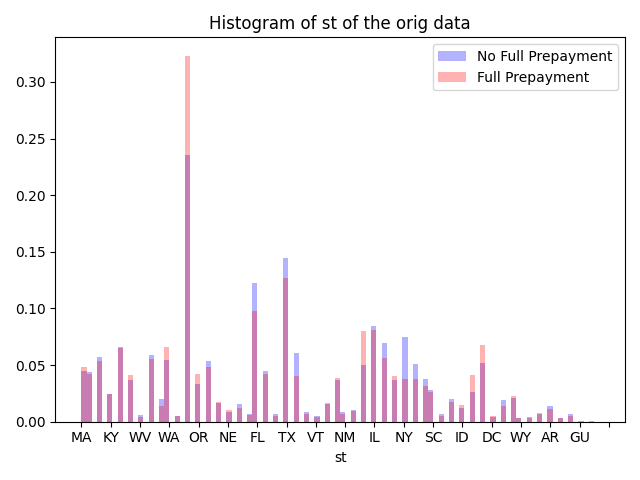 Histogram of st of the orig data
No Full Prepayment
Full Prepayment
0.30
0.25
0.20
0.15
0.10
0.05
0.00
MA KY WV WA OR NE FL TX VT NM IL NY SC ID DC WY AR GU
st